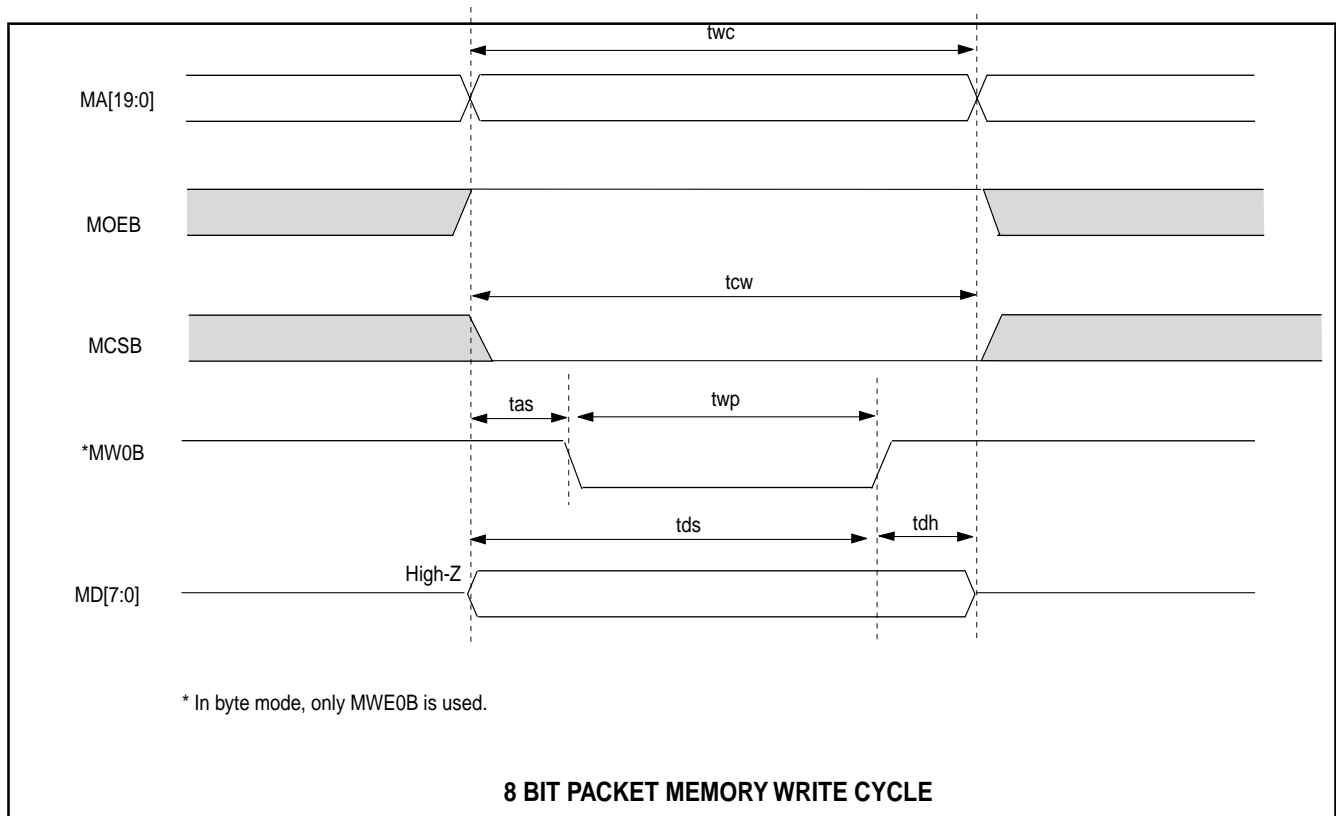 twc
MA[19:0]
MOEB
tcw
MCSB
tas
twp
*MW0B
tds
tdh
High-Z
MD[7:0]
* In byte mode, only MWE0B is used.
8 BIT PACKET MEMORY WRITE CYCLE